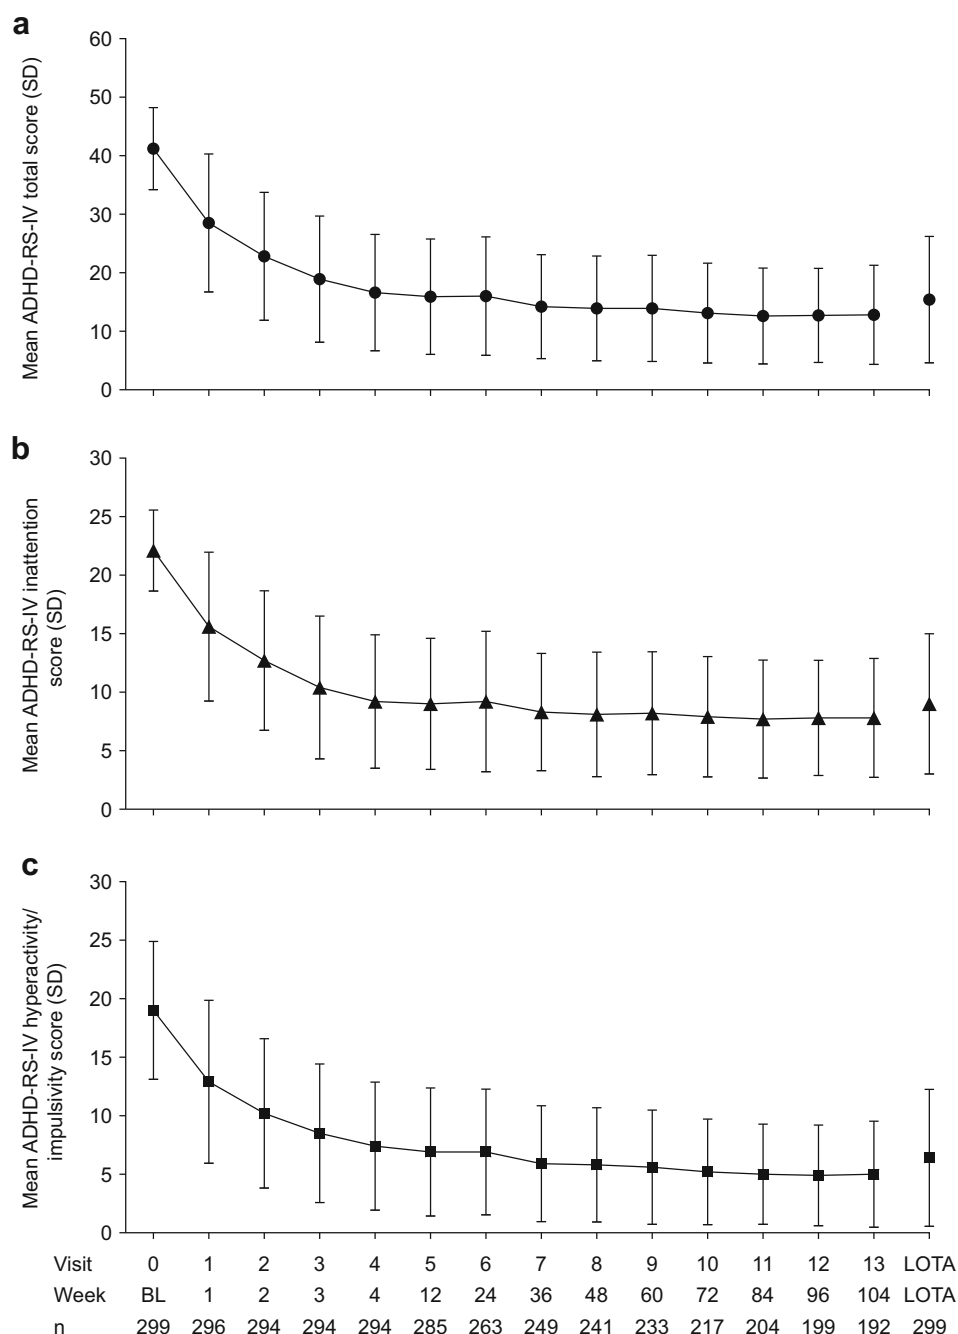 a
Mean ADHD-RS-IV total score (SD)
60
50
40
30
20
10
0
b
Mean ADHD-RS-IV inattention
score (SD)
30
25
20
15
10
5
0
c
Mean ADHD-RS-IV hyperactivity/
impulsivity score (SD)
30
25
20
15
10
5
0
Visit 0 1 2 3 4 5 6 7 8 9 10 11 12 13 LOTA
Week BL 1 2 3 4 12 24 36 48 60 72 84 96 104 LOTA
n 299 296 294 294 294 285 263 249 241 233 217 204 199 192 299